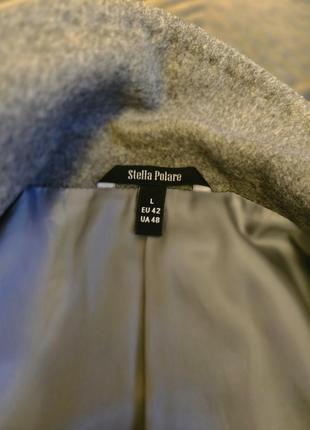 Stella Polare
L
EU 42
UA 48